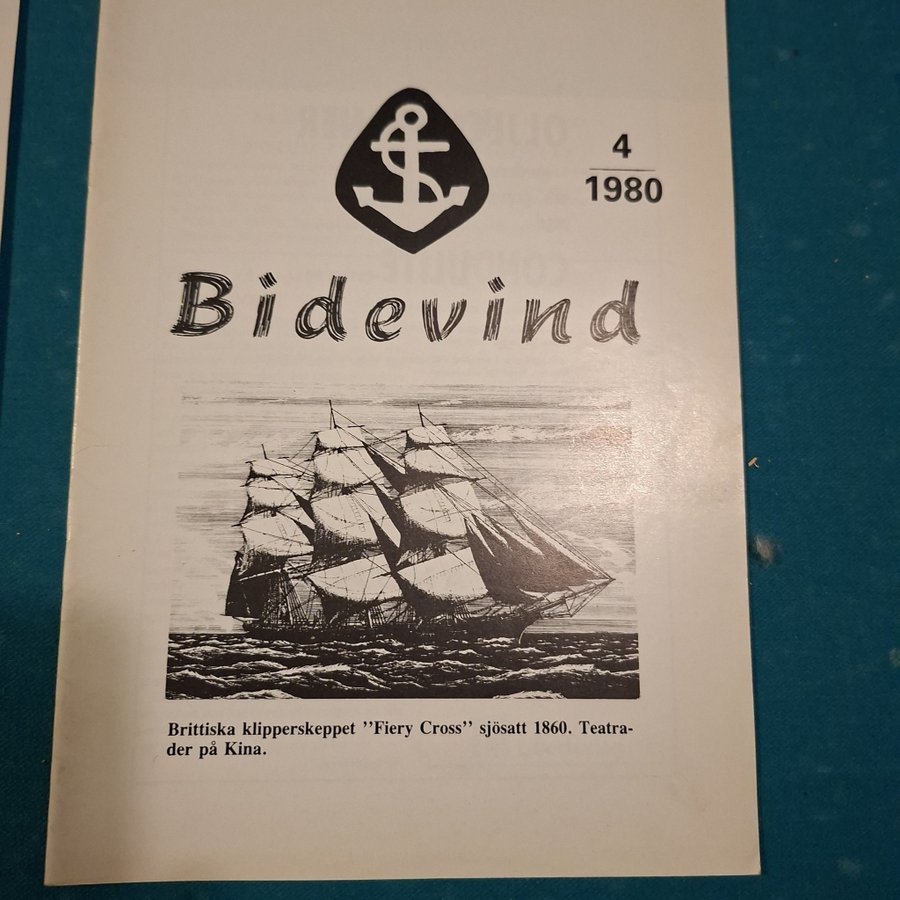 4
1980
Bidevind
Brittiska klipperskeppet ”Fiery Cross” sjösatt 1860. Teatra-
der på Kina.